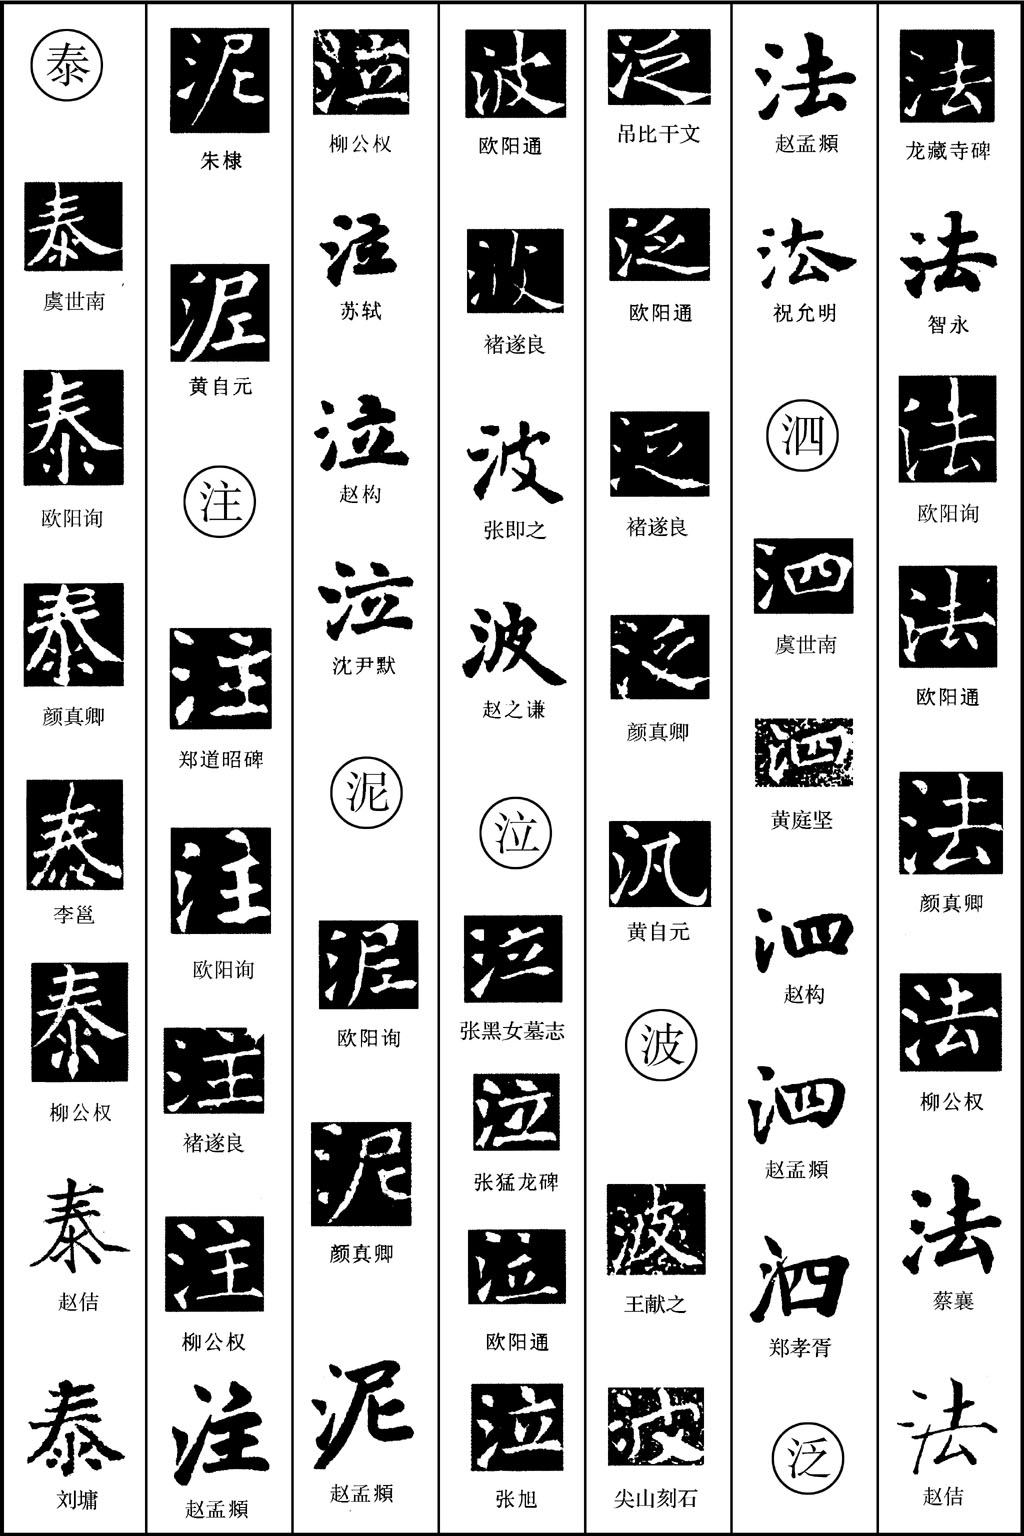 法
龙藏寺碑
法
智永
法
欧阳询
法
欧阳通
法
颜真卿
法
柳公权
法
蔡襄
法
赵佶
法
赵孟頫
法
祝允明
泗
泗
虞世南
泗
黄庭坚
泗
赵构
泗
赵孟頫
泗
郑孝胥
泛
泛
吊比干文
泛
欧阳通
泛
褚遂良
泛
颜真卿
汎
黄自元
波
波
王献之
波
尖山刻石
波
欧阳通
波
褚遂良
波
张即之
波
赵之谦
泣
泣
张黑女墓志
泣
张猛龙碑
泣
欧阳通
泣
张旭
泣
柳公权
泣
苏轼
泣
赵构
泣
沈尹默
泥
泥
欧阳询
泥
颜真卿
泥
赵孟頫
泥
朱棣
泥
黄自元
注
注
郑道昭碑
注
欧阳询
注
褚遂良
注
柳公权
注
赵孟頫
泰
泰
虞世南
泰
欧阳询
泰
颜真卿
泰
李邕
泰
柳公权
泰
赵佶
泰
刘墉